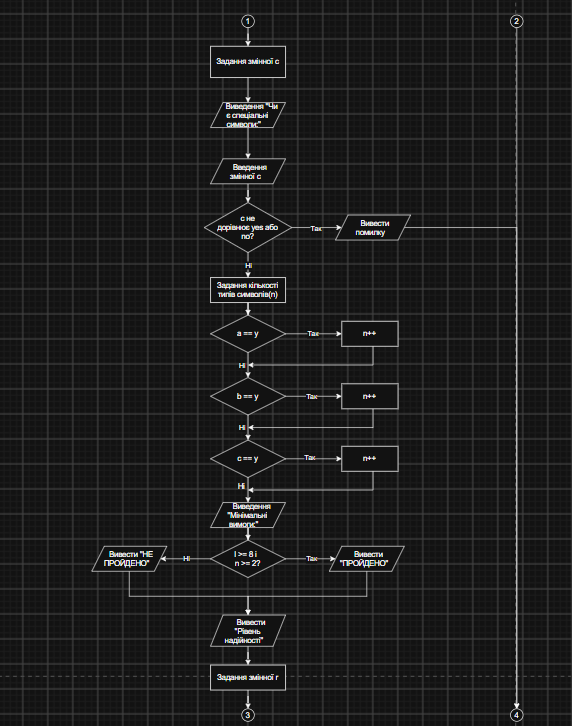 1
2
Задання змінної c
Виведення "Чи
є спеціальні
символи:"
Введення
змінної c
c не
дорівнює yes або
no?
Так
Вивести
помилку
Ні
Задання кількості
типів символів(n)
a == y
Так
n++
Ні
b == y
Так
n++
Ні
c == y
Так
n++
Ні
Виведення
"Мінімальні
вимоги:"
l >= 8 і
n >= 2?
Ні
Вивести "НЕ
ПРОЙДЕНО"
Так
Вивести
"ПРОЙДЕНО"
Вивести
"Рівень
надійності"
Задання змінної r
3
4